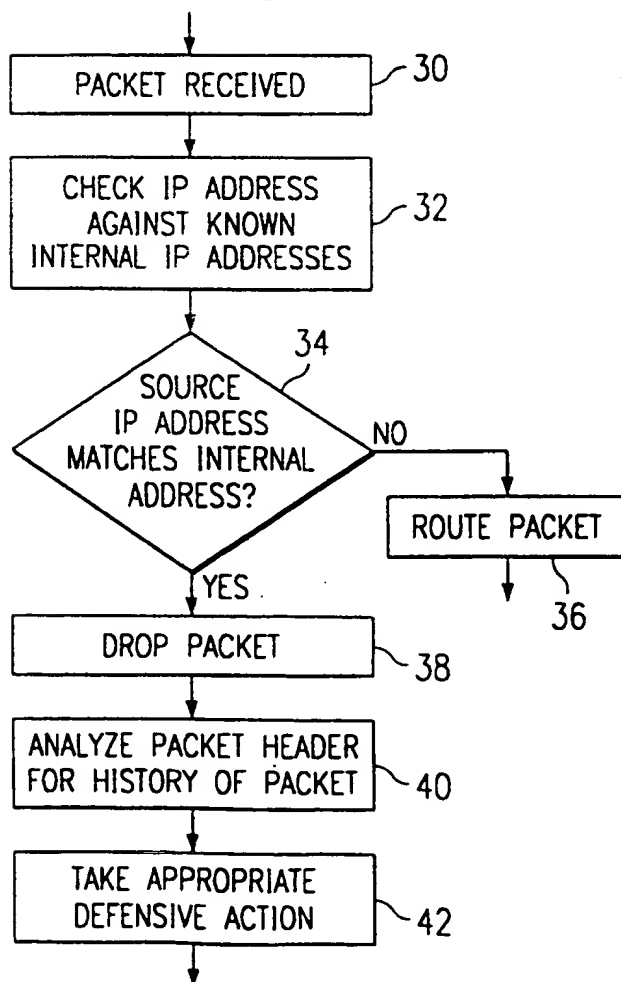 PACKET RECEIVED
30
CHECK IP ADDRESS
AGAINST KNOWN
INTERNAL IP ADDRESSES
32
34
SOURCE
IP ADDRESS
MATCHES INTERNAL
ADDRESS?
NO
ROUTE PACKET
36
YES
DROP PACKET
38
ANALYZE PACKET HEADER
FOR HISTORY OF PACKET
40
TAKE APPROPRIATE
DEFENSIVE ACTION
42